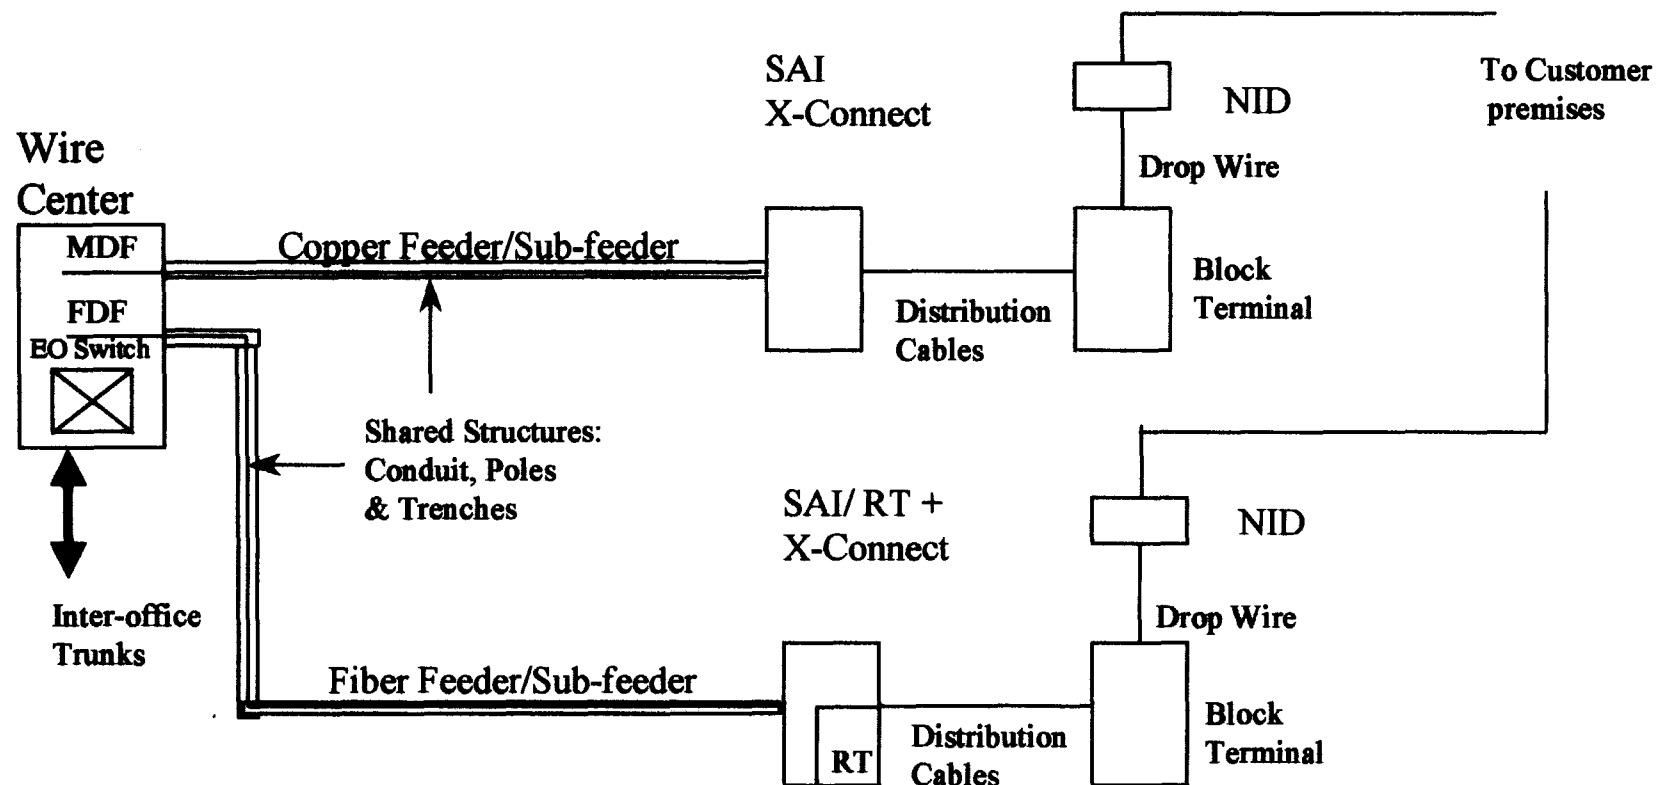 Wire
Center
MDF
FDF
EO Switch
Inter-office
Trunks
Copper Feeder/Sub-feeder
Shared Structures:
Conduit, Poles
& Trenches
Fiber Feeder/Sub-feeder
SAI
X-Connect
Distribution
Cables
NID
Drop Wire
Block
Terminal
To Customer
premises
SAI/ RT +
X-Connect
RT
Distribution
Cables
NID
Drop Wire
Block
Terminal